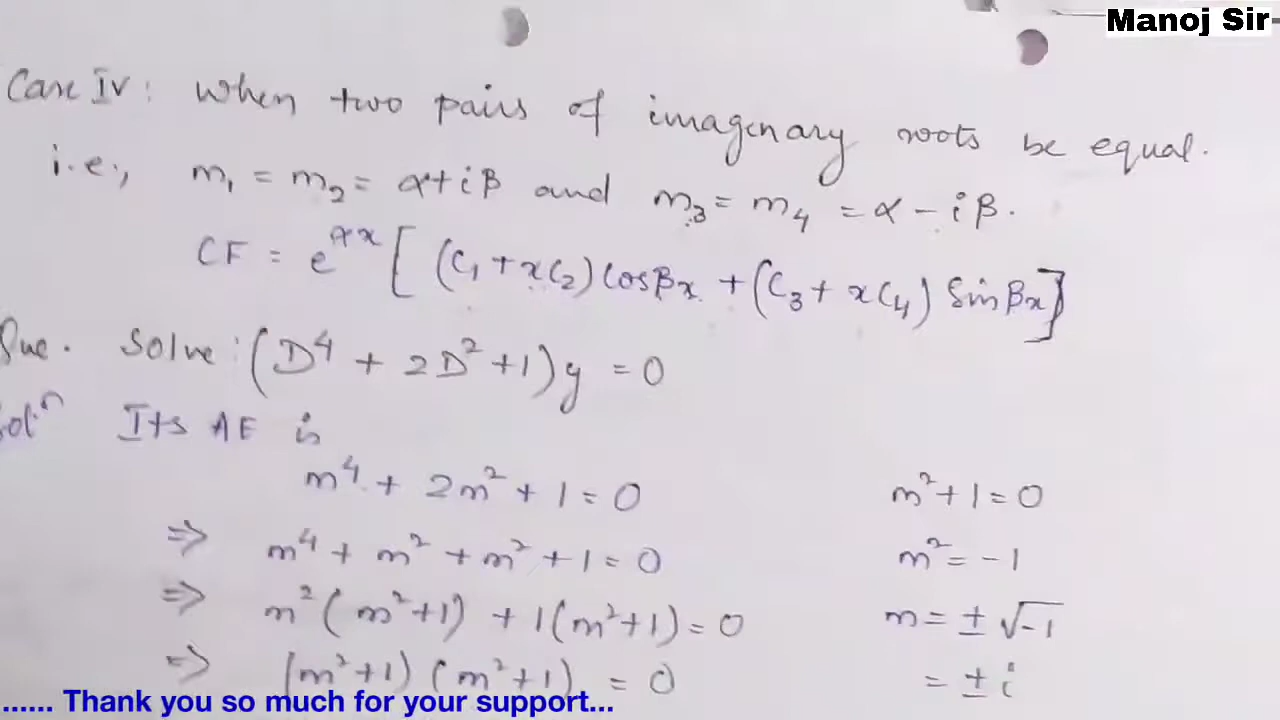 Manoj Sir
Case IV: When two pairs of imaginary roots be equal.
i.e., m₁ = m₂ = α+iβ and m₃ = m₄ = α - iβ.
CF = e^αx [ (C₁ + xC₂) Cosβx + (C₃ + xC₄) Sinβx ]
Que. Solve: (D⁴ + 2D² + 1) y = 0
Solⁿ Its AE is
m⁴ + 2m² + 1 = 0
⇒ m⁴ + m² + m² + 1 = 0
⇒ m² (m² + 1) + 1 (m² + 1) = 0
⇒ (m² + 1) (m² + 1) = 0
m² + 1 = 0
m² = -1
m = ± √-1
= ± i
...... Thank you so much for your support...